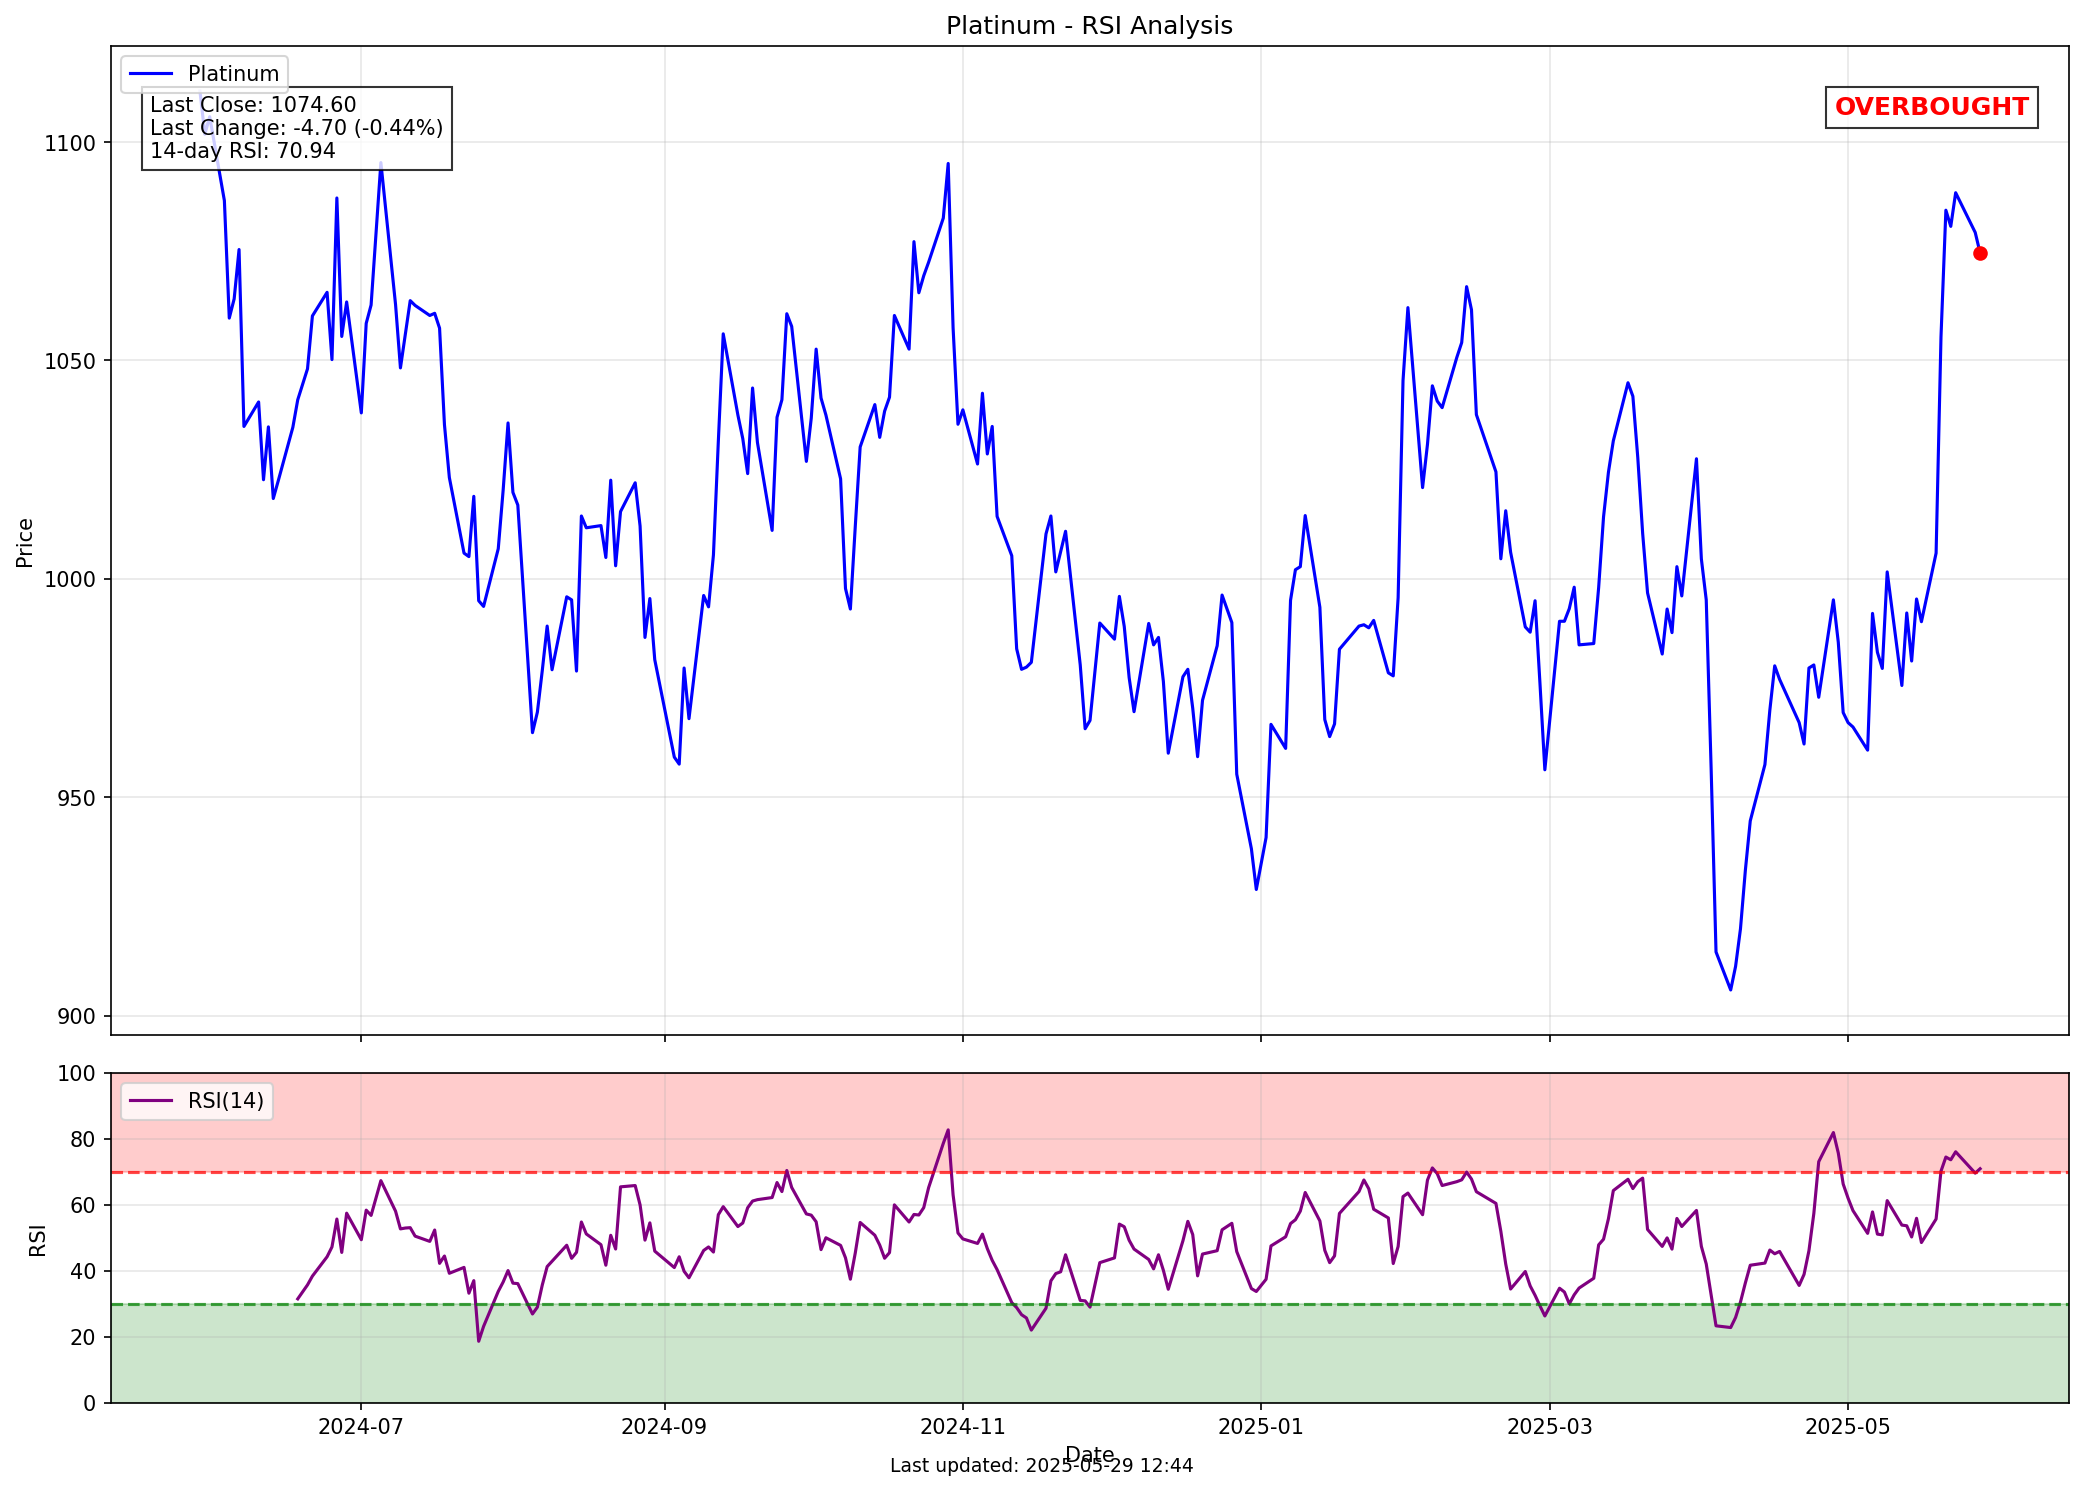 Platinum - RSI Analysis
Platinum
Last Close: 1074.60
Last Change: -4.70 (-0.44%)
14-day RSI: 70.94
OVERBOUGHT
Price
1100
1050
1000
950
900
RSI(14)
RSI
100
80
60
40
20
0
2024-07
2024-09
2024-11
2025-01
2025-03
2025-05
Date
Last updated: 2025-05-29 12:44